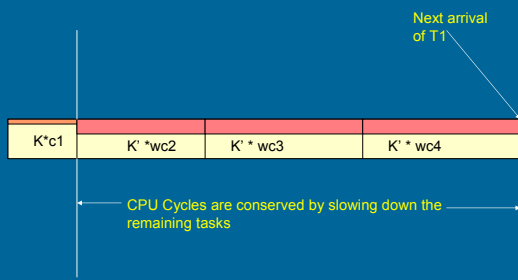 Next arrival
of T1
K*c1
K’ *wc2
K’ * wc3
K’ * wc4
CPU Cycles are conserved by slowing down the
remaining tasks